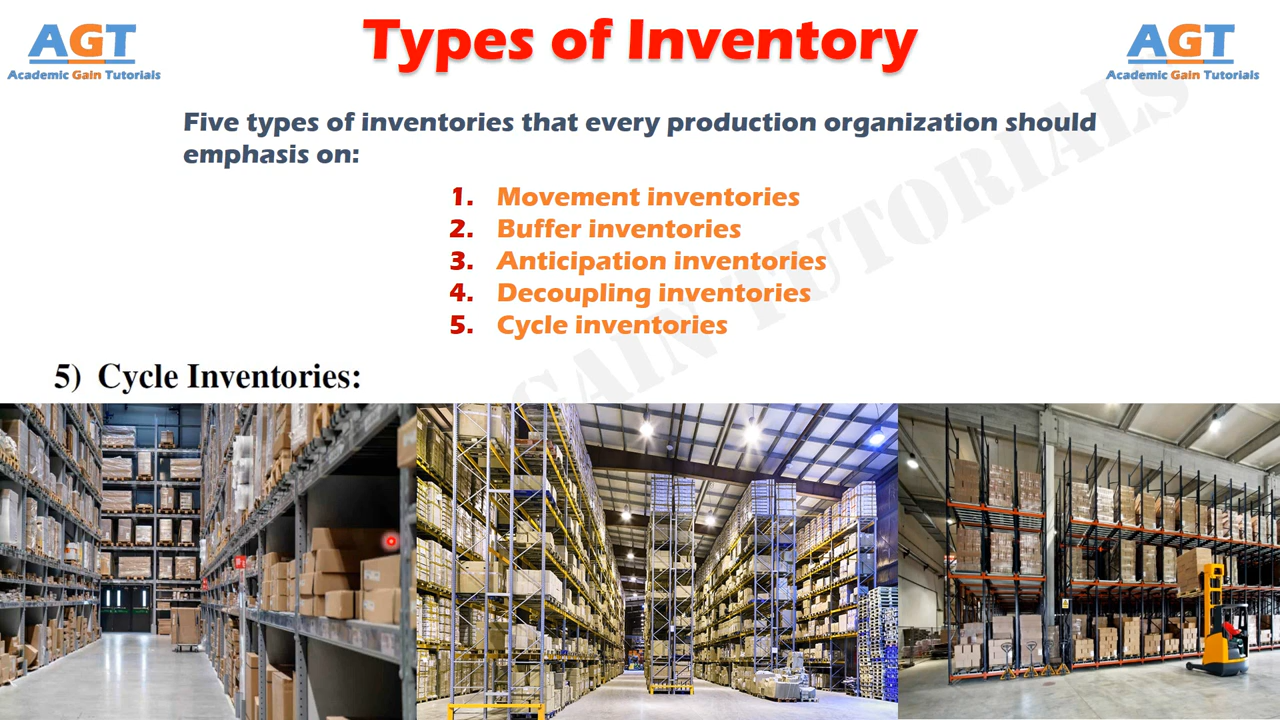 AGT
Academic Gain Tutorials
Types of Inventory
AGT
Academic Gain Tutorials
Five types of inventories that every production organization should
emphasis on:
1. Movement inventories
2. Buffer inventories
3. Anticipation inventories
4. Decoupling inventories
5. Cycle inventories
GAIN TUTORIALS
5) Cycle Inventories: